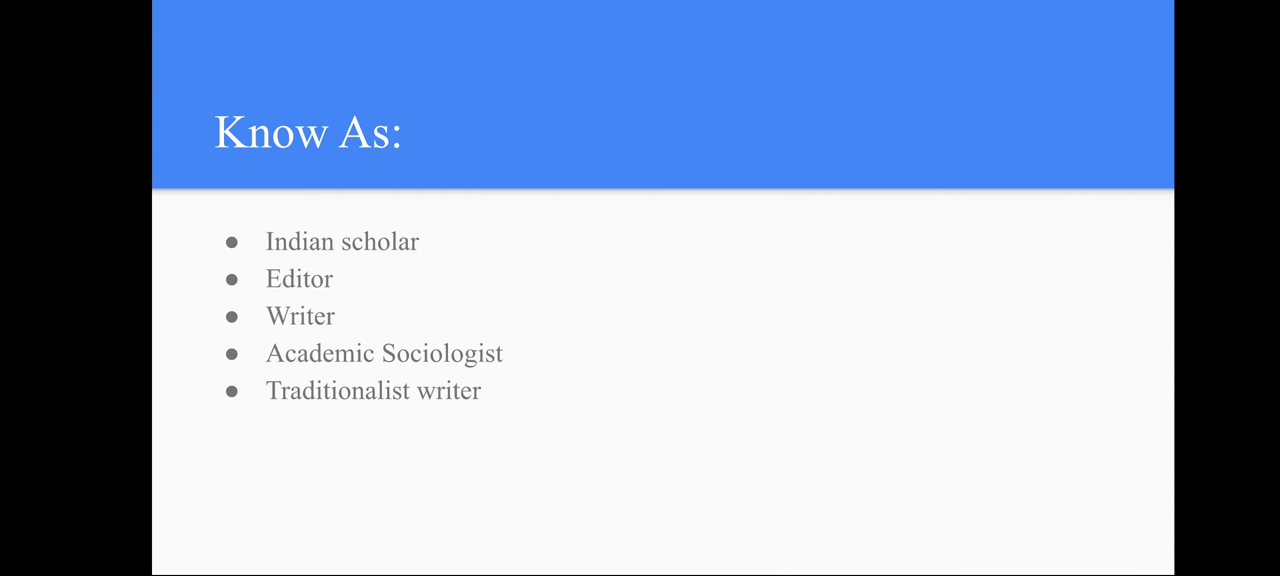 Know As:
● Indian scholar
● Editor
● Writer
● Academic Sociologist
● Traditionalist writer